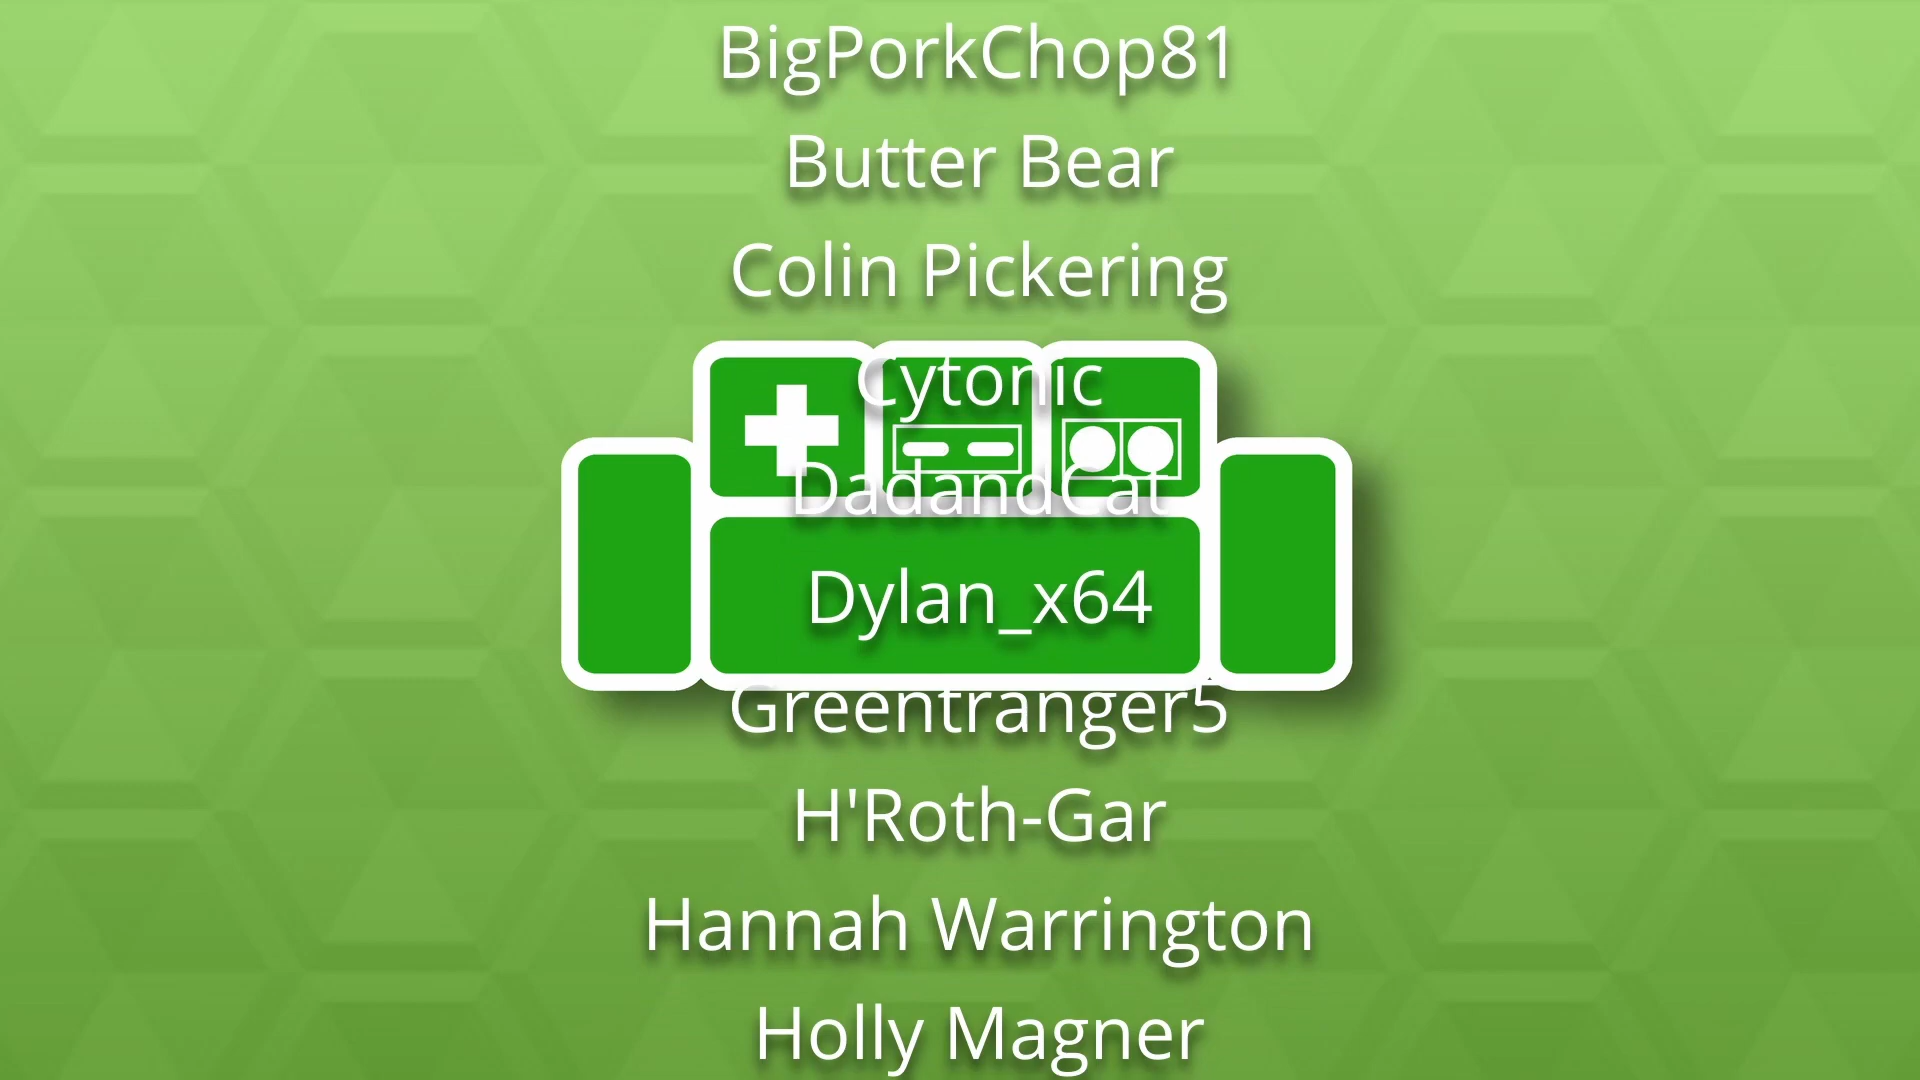 BigPorkChop81
Butter Bear
Colin Pickering
Cytonic
DadandCat
Dylan_x64
Greentranger5
H'Roth-Gar
Hannah Warrington
Holly Magner